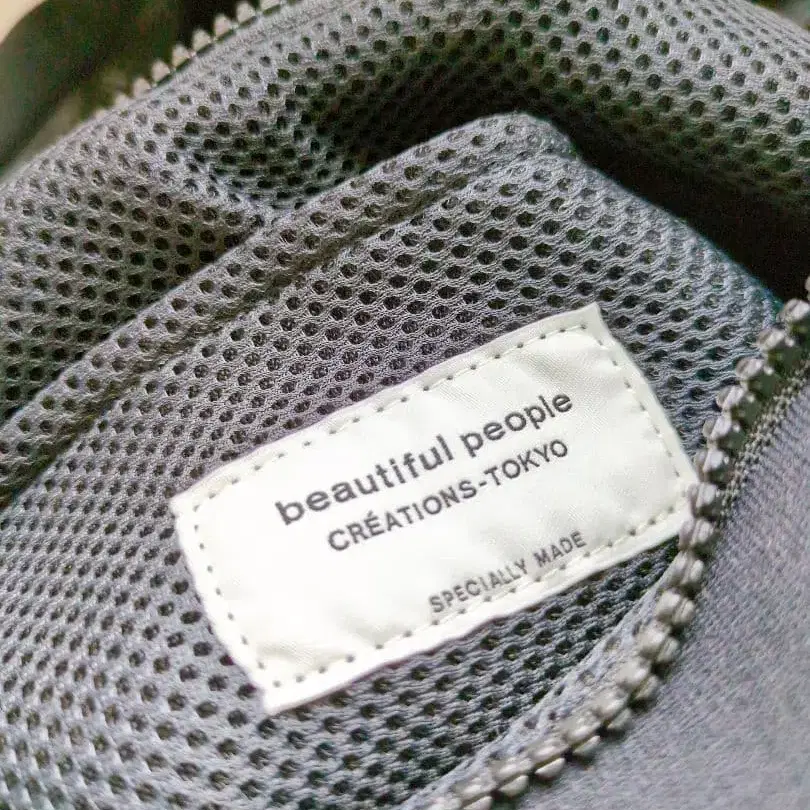 beautiful people
CRÉATIONS-TOKYO
SPECIALLY MADE